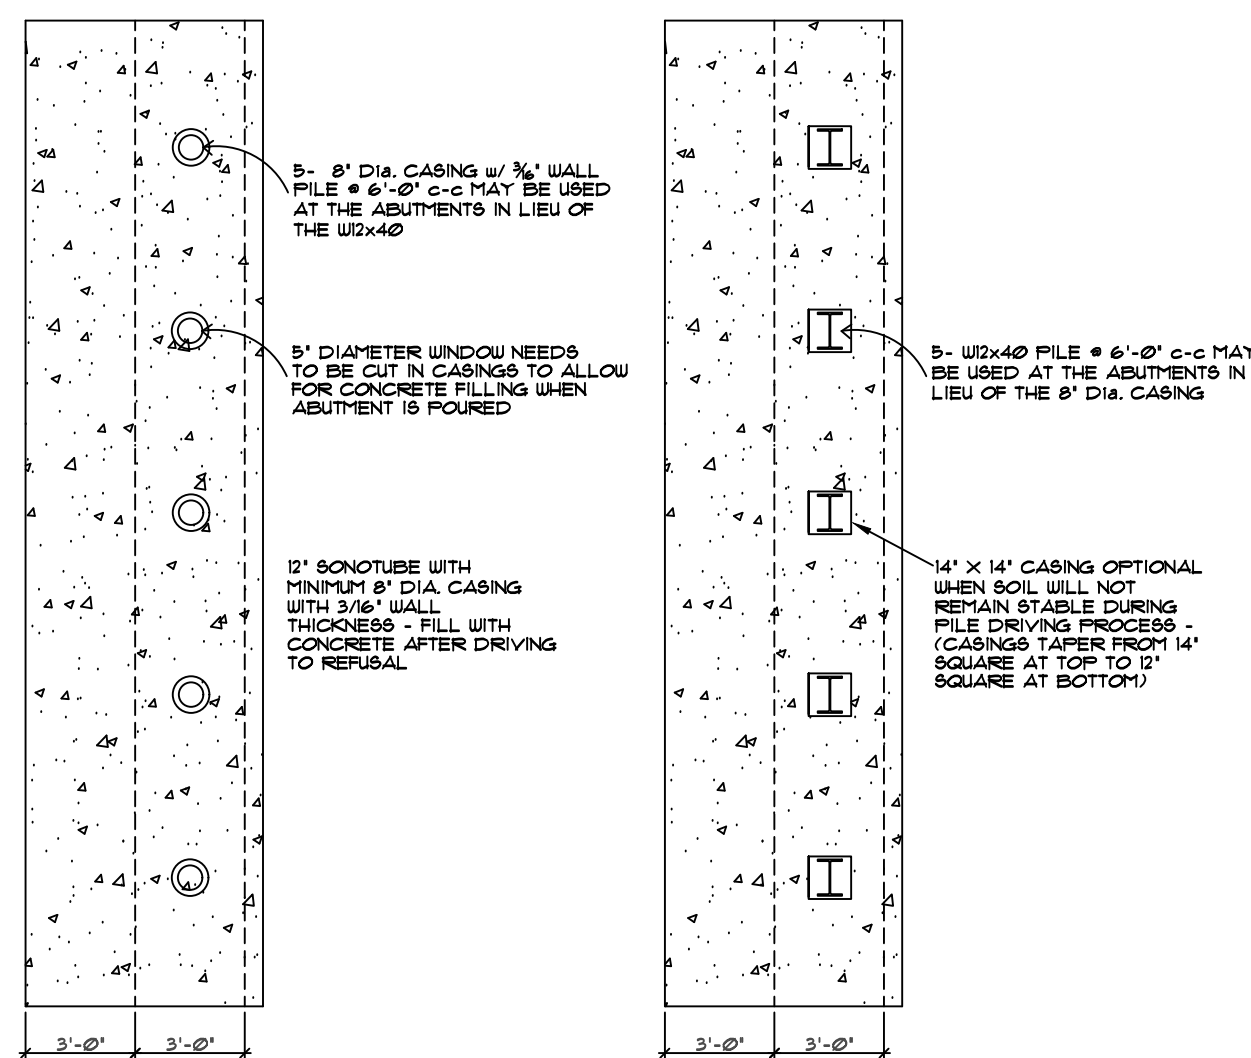 5- 8" Dia. CASING w/ 3/16" WALL
PILE @ 6'-0" c-c MAY BE USED
AT THE ABUTMENTS IN LIEU OF
THE W12x40
5" DIAMETER WINDOW NEEDS
TO BE CUT IN CASINGS TO ALLOW
FOR CONCRETE FILLING WHEN
ABUTMENT IS POURED
12" SONOTUBE WITH
MINIMUM 8" DIA. CASING
WITH 3/16" WALL
THICKNESS - FILL WITH
CONCRETE AFTER DRIVING
TO REFUSAL
3'-0" 3'-0"
5- W12x40 PILE @ 6'-0" c-c MAY
BE USED AT THE ABUTMENTS IN
LIEU OF THE 8" Dia. CASING
14" X 14" CASING OPTIONAL
WHEN SOIL WILL NOT
REMAIN STABLE DURING
PILE DRIVING PROCESS -
(CASINGS TAPER FROM 14"
SQUARE AT TOP TO 12"
SQUARE AT BOTTOM)
3'-0" 3'-0"